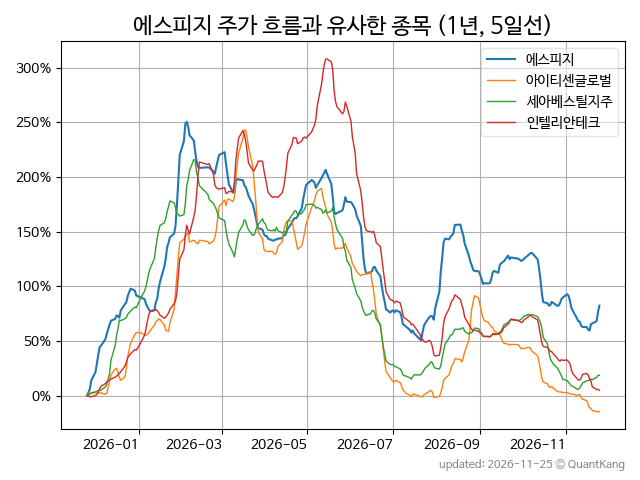 에스피지 주가 흐름과 유사한 종목 (1년, 5일선)
에스피지
아이티센글로벌
세아베스틸지주
인텔리안테크
300%
250%
200%
150%
100%
50%
0%
2026-01
2026-03
2026-05
2026-07
2026-09
2026-11
updated: 2026-11-25 © QuantKang